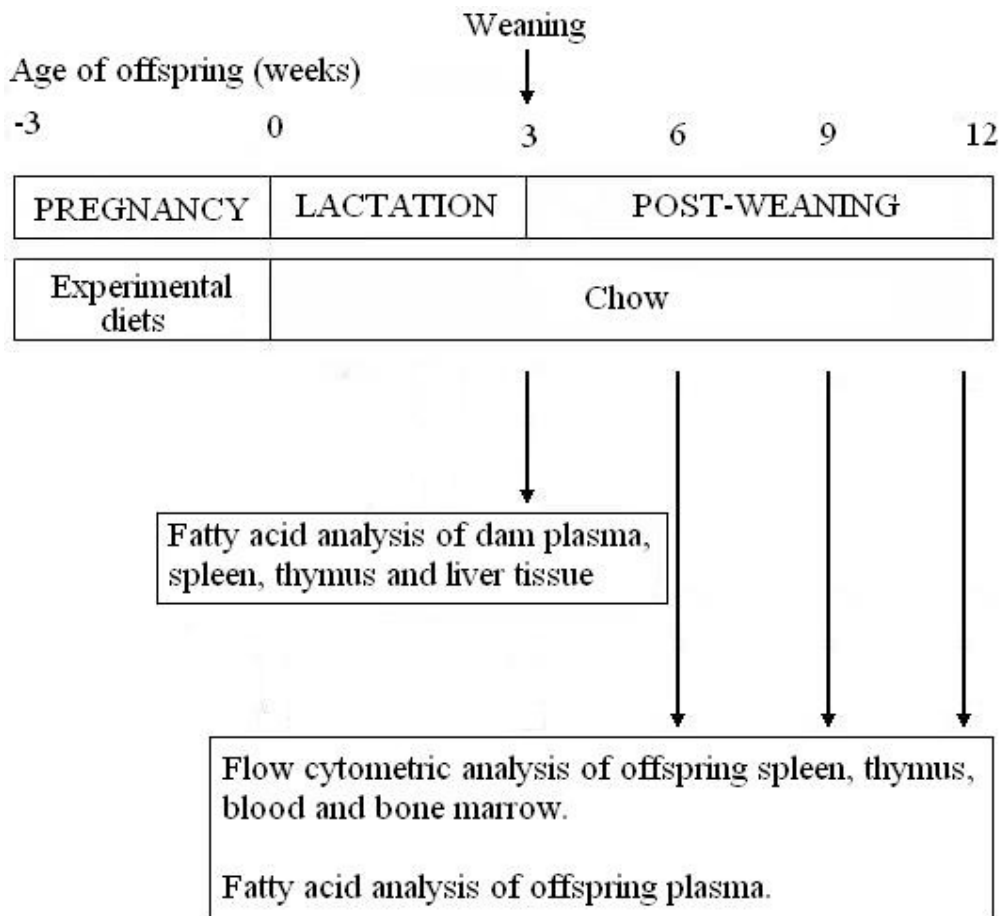 Weaning
Age of offspring (weeks)
-3 0 3 6 9 12
PREGNANCY LACTATION POST-WEANING
Experimental
diets
Chow
Fatty acid analysis of dam plasma,
spleen, thymus and liver tissue
Flow cytometric analysis of offspring spleen, thymus,
blood and bone marrow.
Fatty acid analysis of offspring plasma.